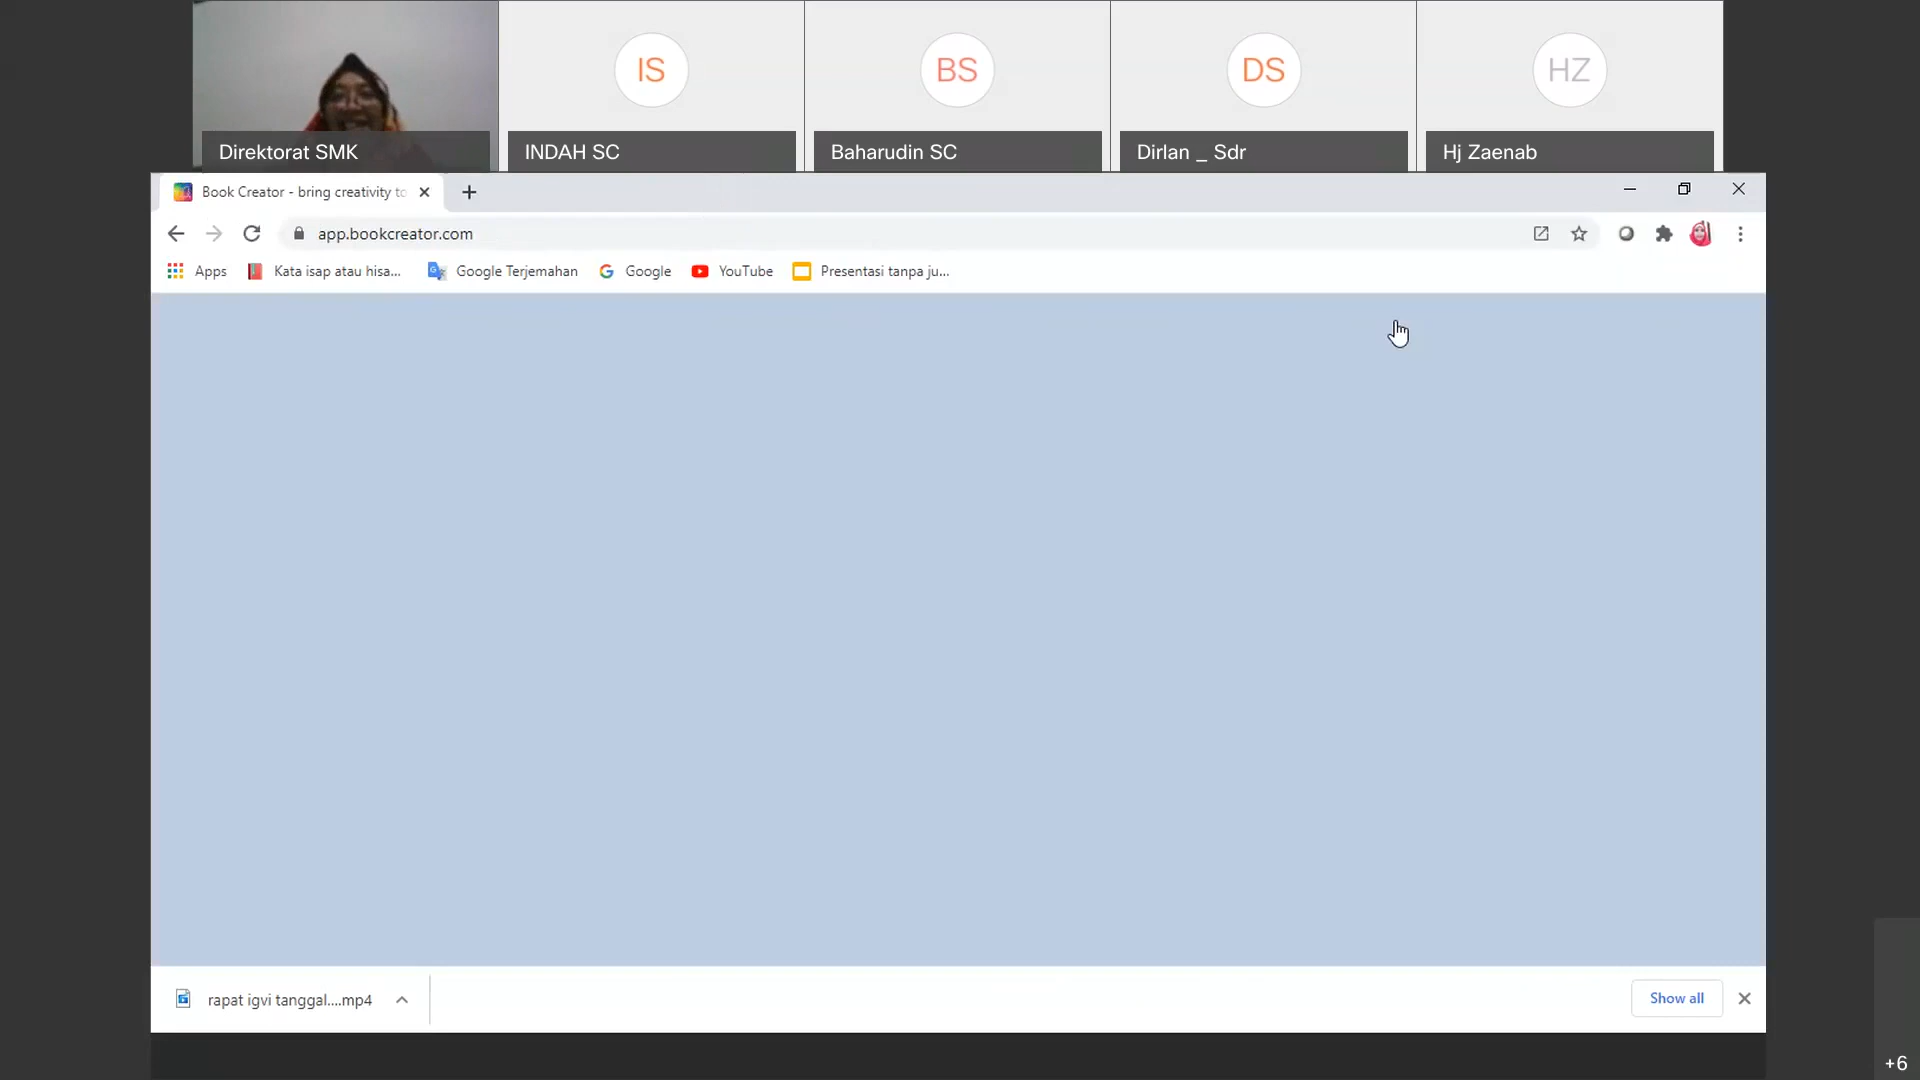 IS
BS
DS
HZ
Direktorat SMK
INDAH SC
Baharudin SC
Dirlan _ Sdr
Hj Zaenab
Book Creator - bring creativity to
app.bookcreator.com
Apps
Kata isap atau hisa...
Google Terjemahan
Google
YouTube
Presentasi tanpa ju...
rapat igvi tanggal....mp4
Show all
+6